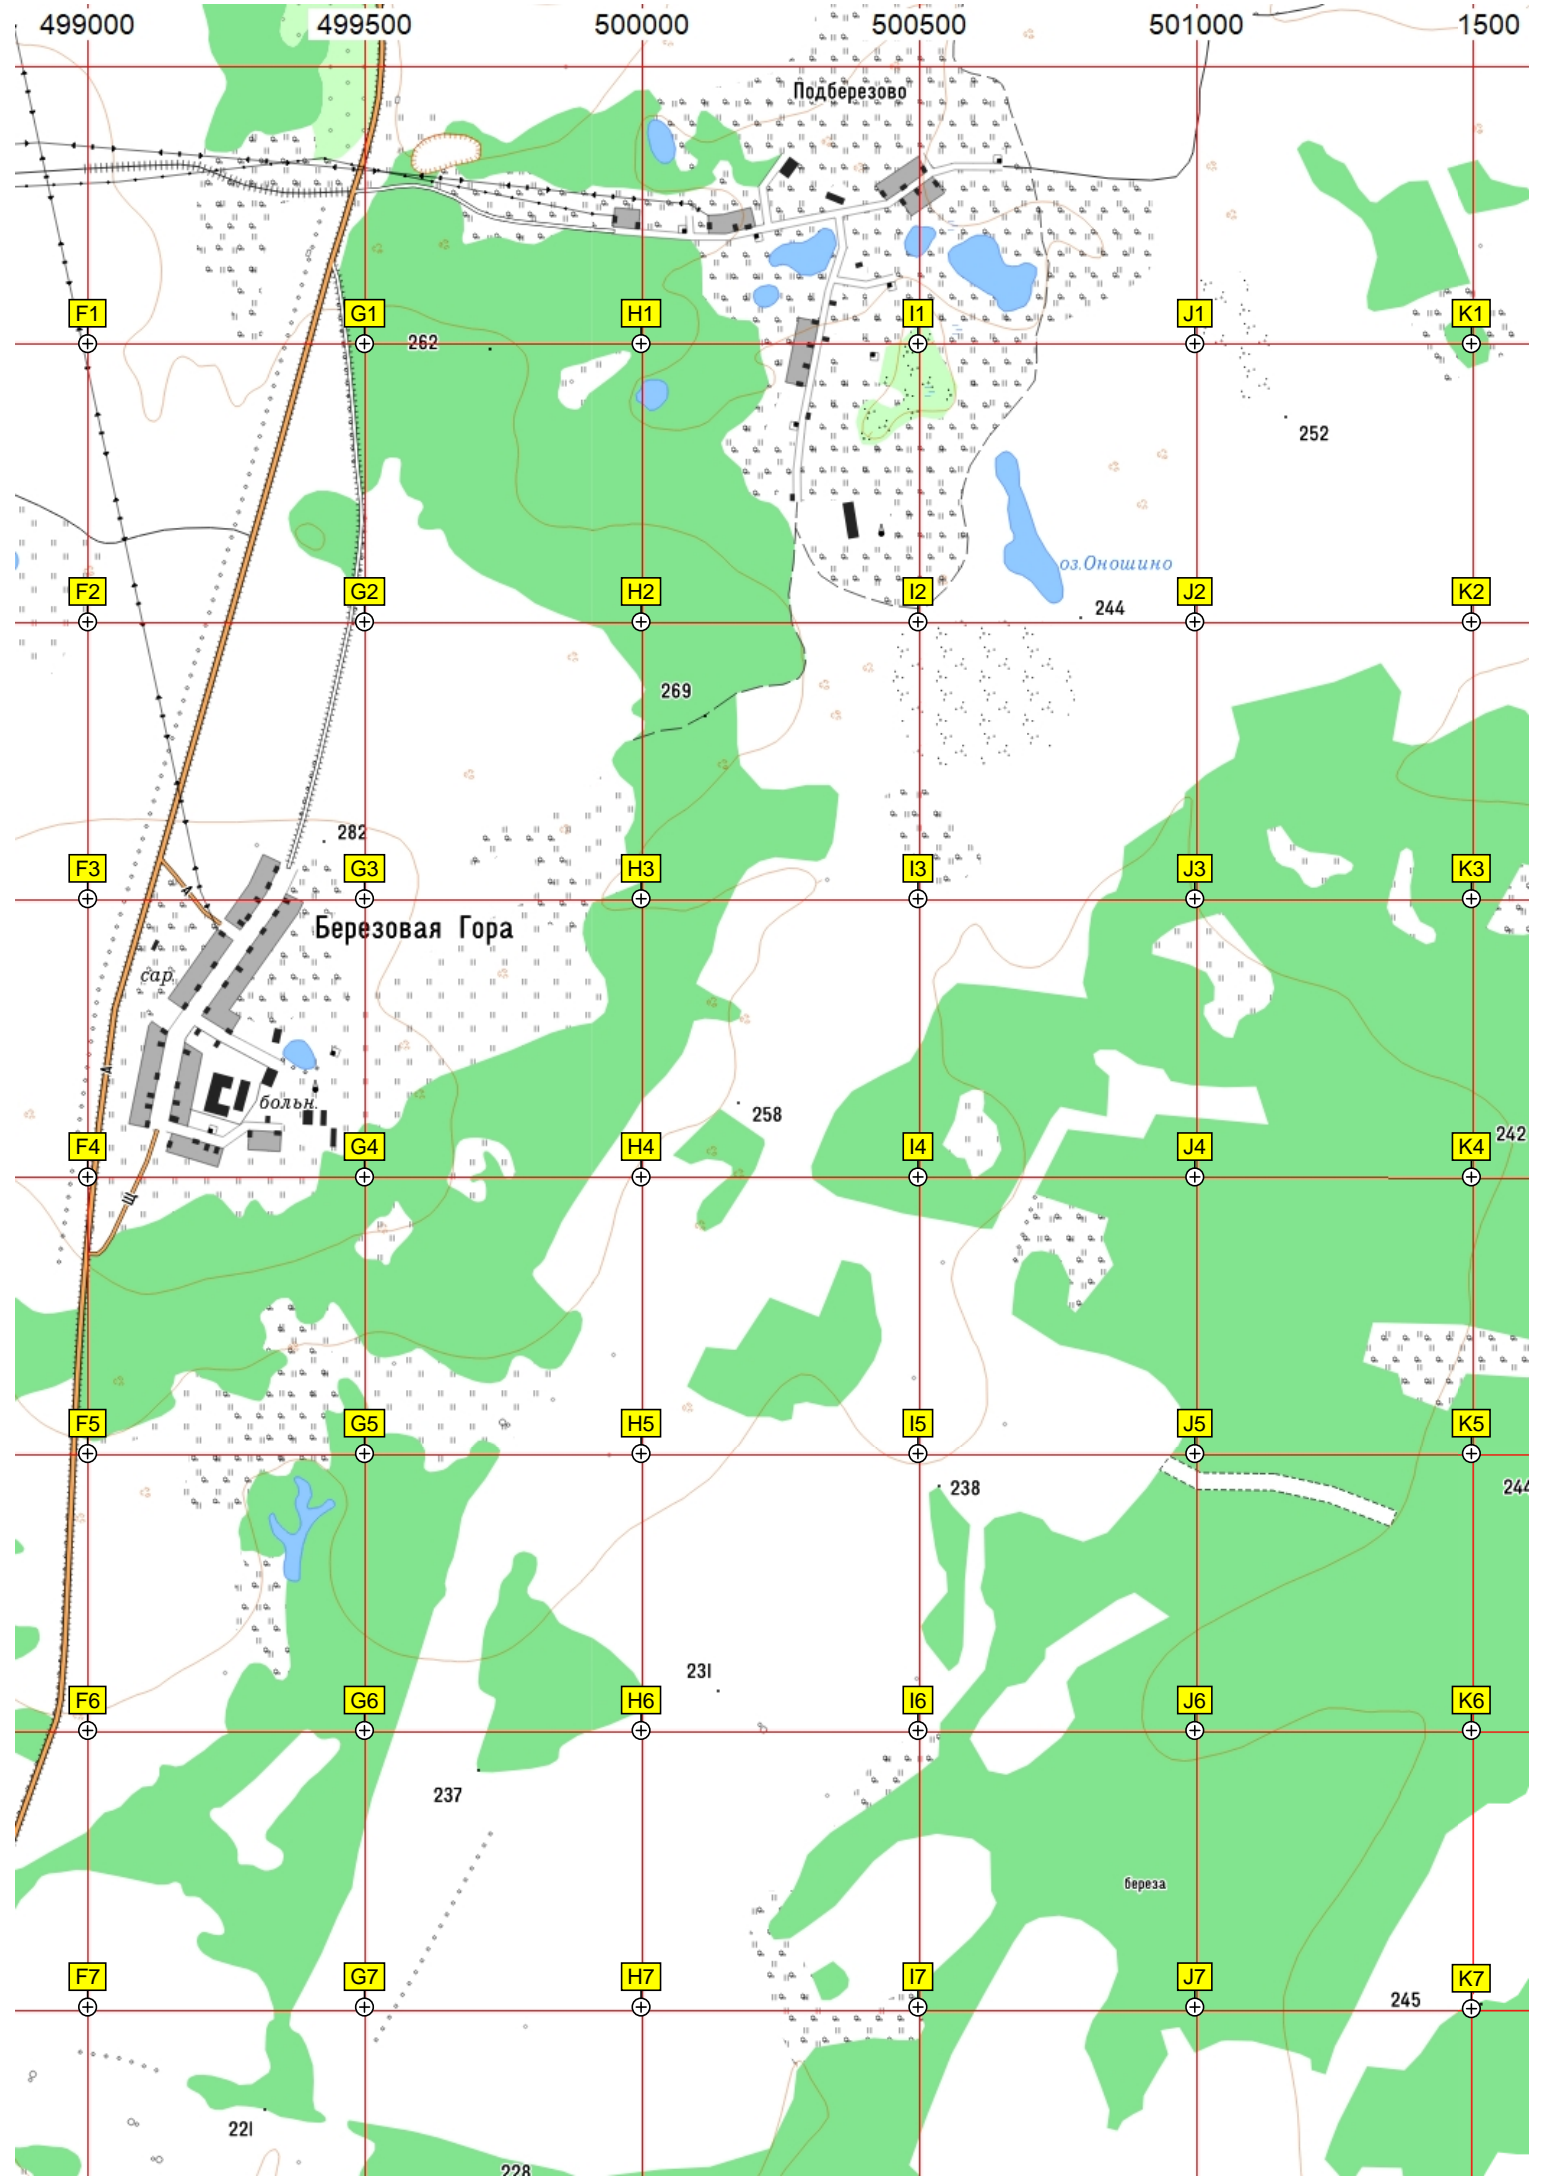 499000 499500 500000 500500 501000 1500
Подберезово
F1 G1 H1 I1 J1 K1
262
252
оз.Оношино
F2 G2 H2 I2 J2 K2
244
269
282
F3 G3 H3 I3 J3 K3
А
Березовая Гора
сар.
А
больн.
258
242
F4 G4 H4 I4 J4 K4
Щ
F5 G5 H5 I5 J5 K5
238
244
231
F6 G6 H6 I6 J6 K6
237
береза
F7 G7 H7 I7 J7 K7
245
221
228